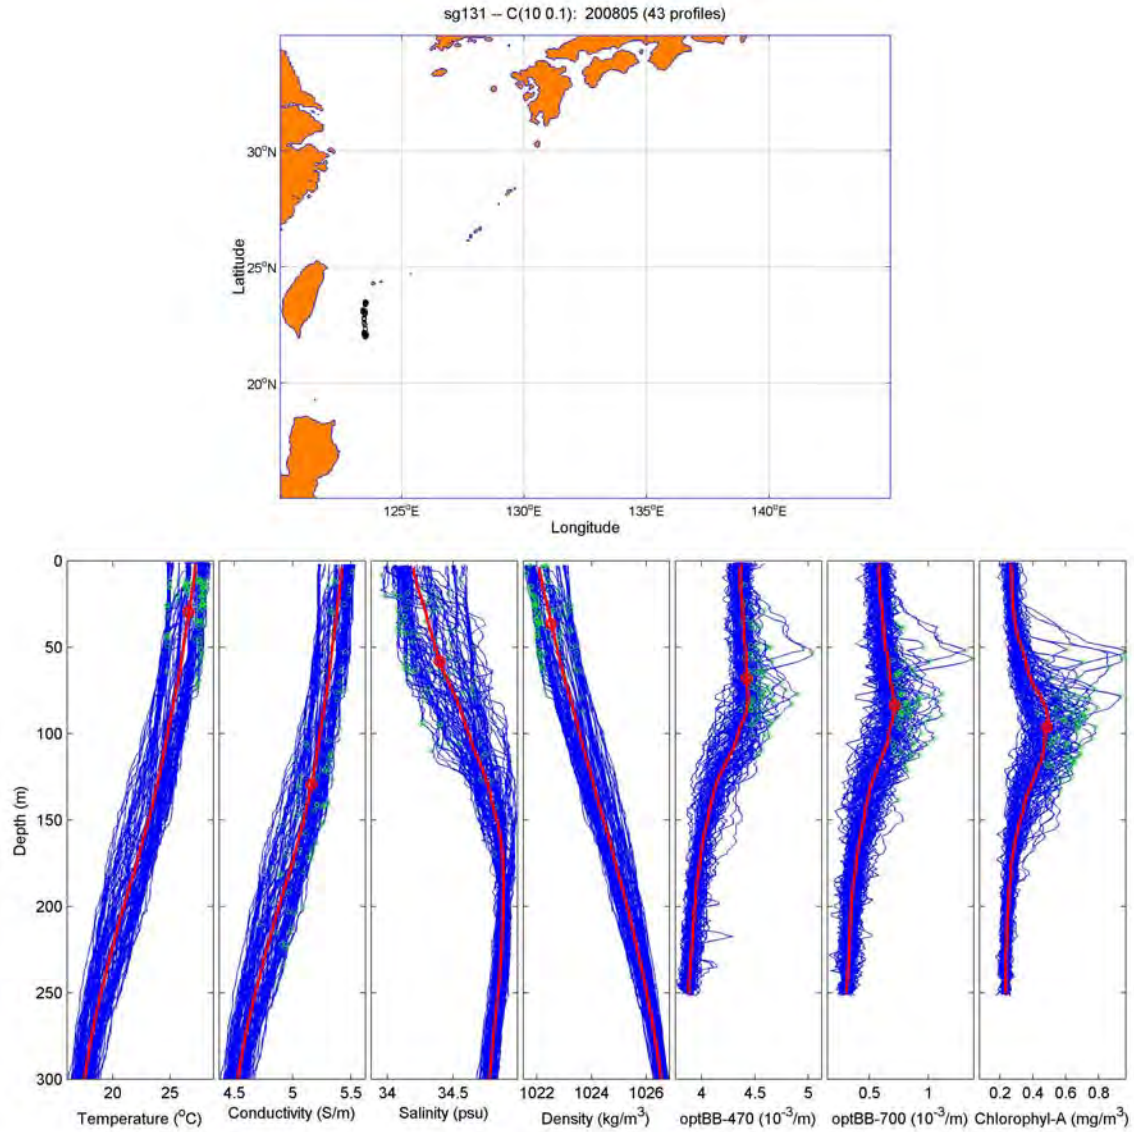 sg131 -- C(10 0.1): 200805 (43 profiles)
30°N
25°N
20°N
Latitude
125°E 130°E 135°E 140°E
Longitude
0
50
100
150
200
250
300
Depth (m)
20 25
4.5 5 5.5
34 34.5
1022 1024 1026
4 4.5 5
0.5 1
0.2 0.4 0.6 0.8
Temperature (°C) Conductivity (S/m) Salinity (psu) Density (kg/m³) optBB-470 (10⁻³/m) optBB-700 (10⁻³/m) Chlorophyl-A (mg/m³)